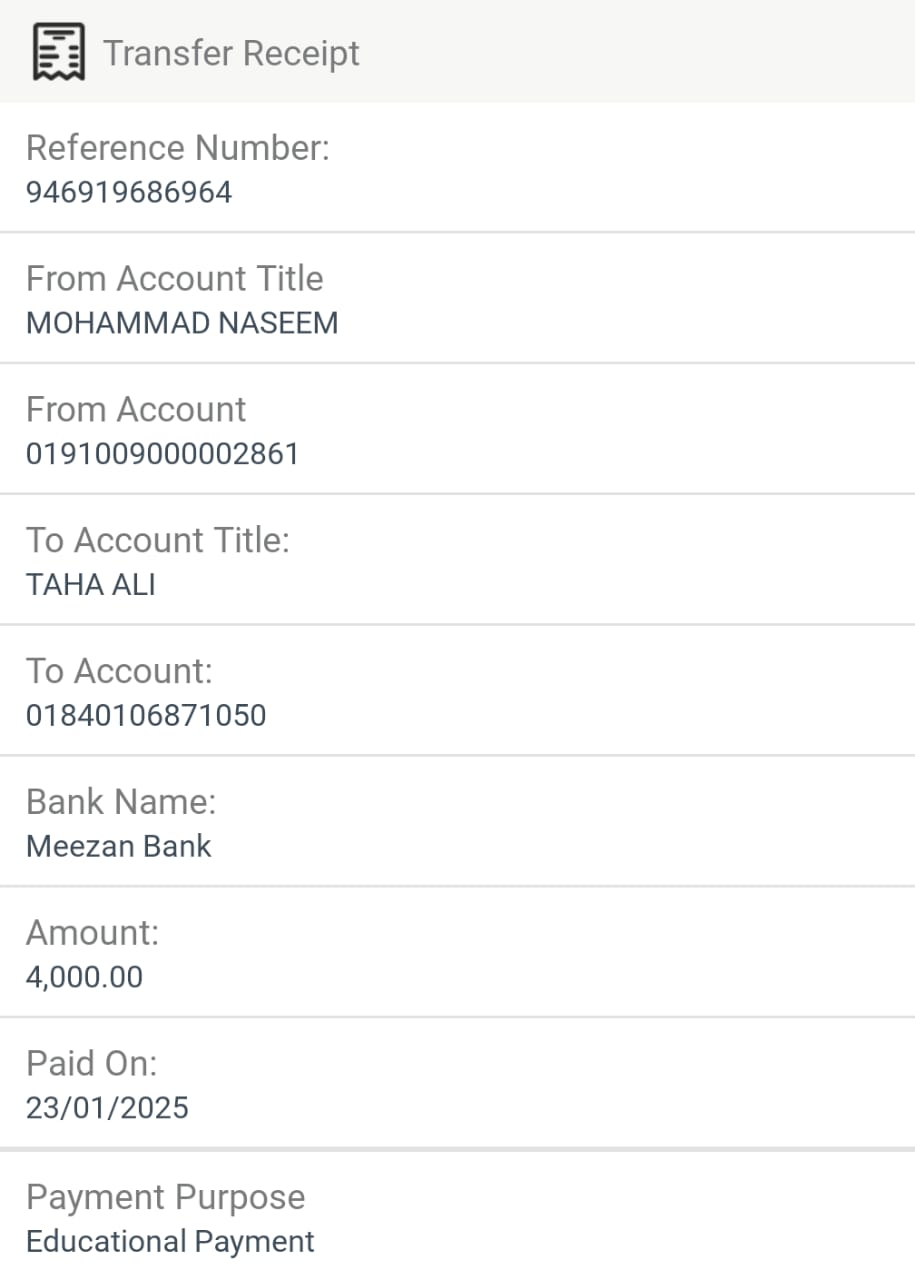 Transfer Receipt
Reference Number:
946919686964
From Account Title
MOHAMMAD NASEEM
From Account
0191009000002861
To Account Title:
TAHA ALI
To Account:
01840106871050
Bank Name:
Meezan Bank
Amount:
4,000.00
Paid On:
23/01/2025
Payment Purpose
Educational Payment